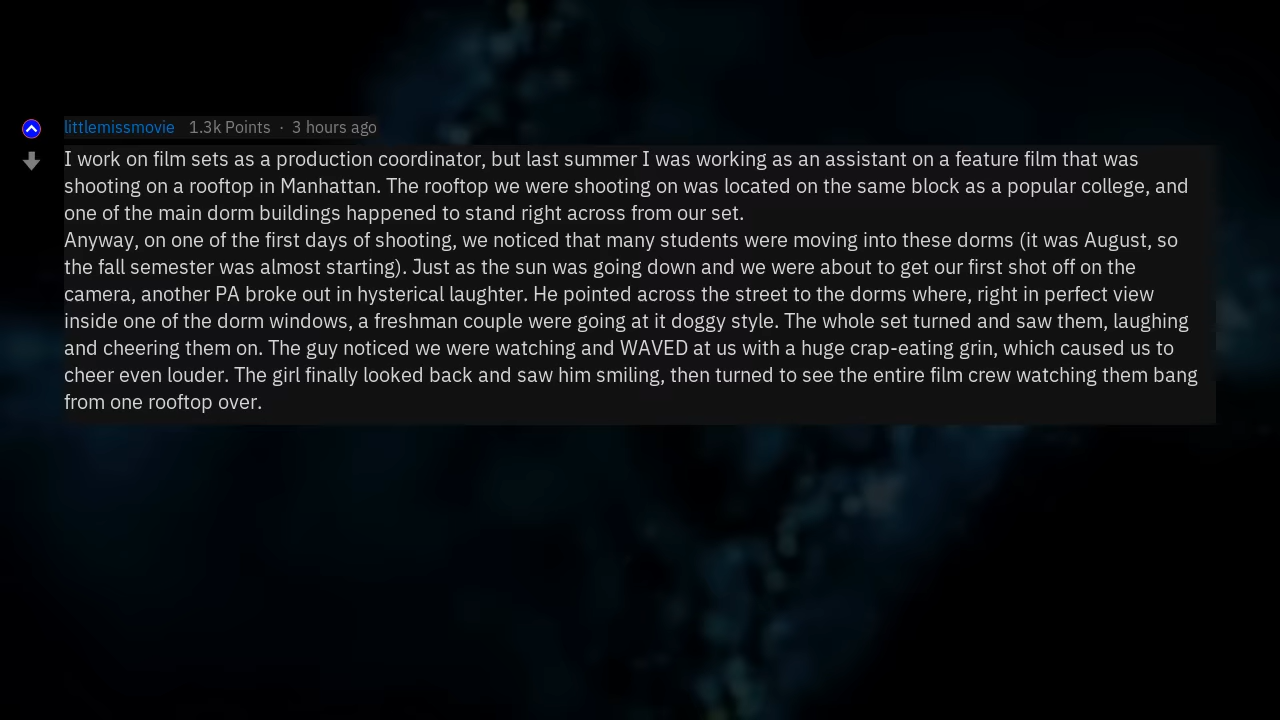 littlemissmovie 1.3k Points · 3 hours ago
I work on film sets as a production coordinator, but last summer I was working as an assistant on a feature film that was
shooting on a rooftop in Manhattan. The rooftop we were shooting on was located on the same block as a popular college, and
one of the main dorm buildings happened to stand right across from our set.
Anyway, on one of the first days of shooting, we noticed that many students were moving into these dorms (it was August, so
the fall semester was almost starting). Just as the sun was going down and we were about to get our first shot off on the
camera, another PA broke out in hysterical laughter. He pointed across the street to the dorms where, right in perfect view
inside one of the dorm windows, a freshman couple were going at it doggy style. The whole set turned and saw them, laughing
and cheering them on. The guy noticed we were watching and WAVED at us with a huge crap-eating grin, which caused us to
cheer even louder. The girl finally looked back and saw him smiling, then turned to see the entire film crew watching them bang
from one rooftop over.